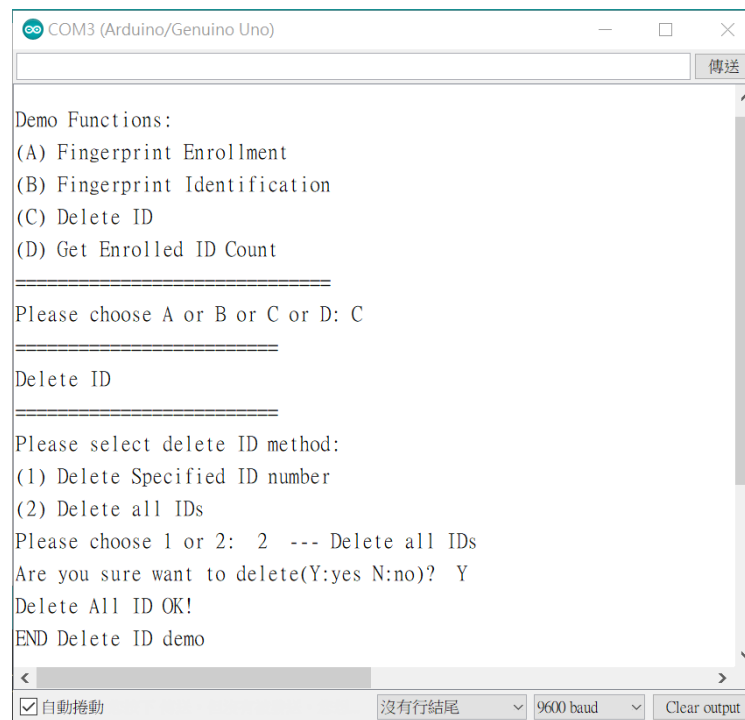 COM3 (Arduino/Genuino Uno)
傳送
Demo Functions:
(A) Fingerprint Enrollment
(B) Fingerprint Identification
(C) Delete ID
(D) Get Enrolled ID Count
==============================
Please choose A or B or C or D: C
=========================
Delete ID
=========================
Please select delete ID method:
(1) Delete Specified ID number
(2) Delete all IDs
Please choose 1 or 2:  2  --- Delete all IDs
Are you sure want to delete(Y:yes N:no)?  Y
Delete All ID OK!
END Delete ID demo
自動捲動 沒有行結尾 9600 baud Clear output